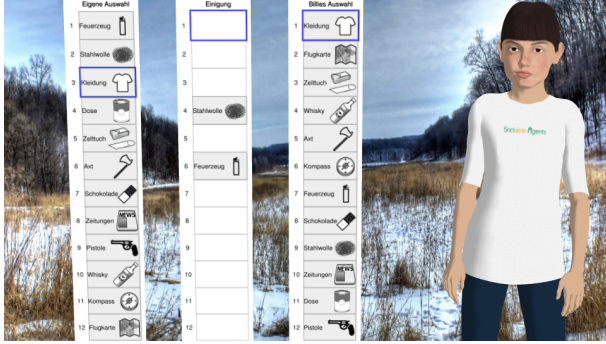 Eigene Auswahl
1 Feuerzeug
2 Stahlwolle
3 Kleidung
4 Dose
5 Zelttuch
6 Axt
7 Schokolade
8 Zeitungen
NEWS
9 Pistole
10 Whisky
11 Kompass
12 Flugkarte
Einigung
1
2
3
4 Stahlwolle
5
6 Feuerzeug
7
8
9
10
11
12
Billies Auswahl
1 Kleidung
2 Flugkarte
3 Zelttuch
4 Whisky
5 Axt
6 Kompass
7 Feuerzeug
8 Schokolade
9 Stahlwolle
10 Zeitungen
NEWS
11 Dose
12 Pistole
Sociable Agents